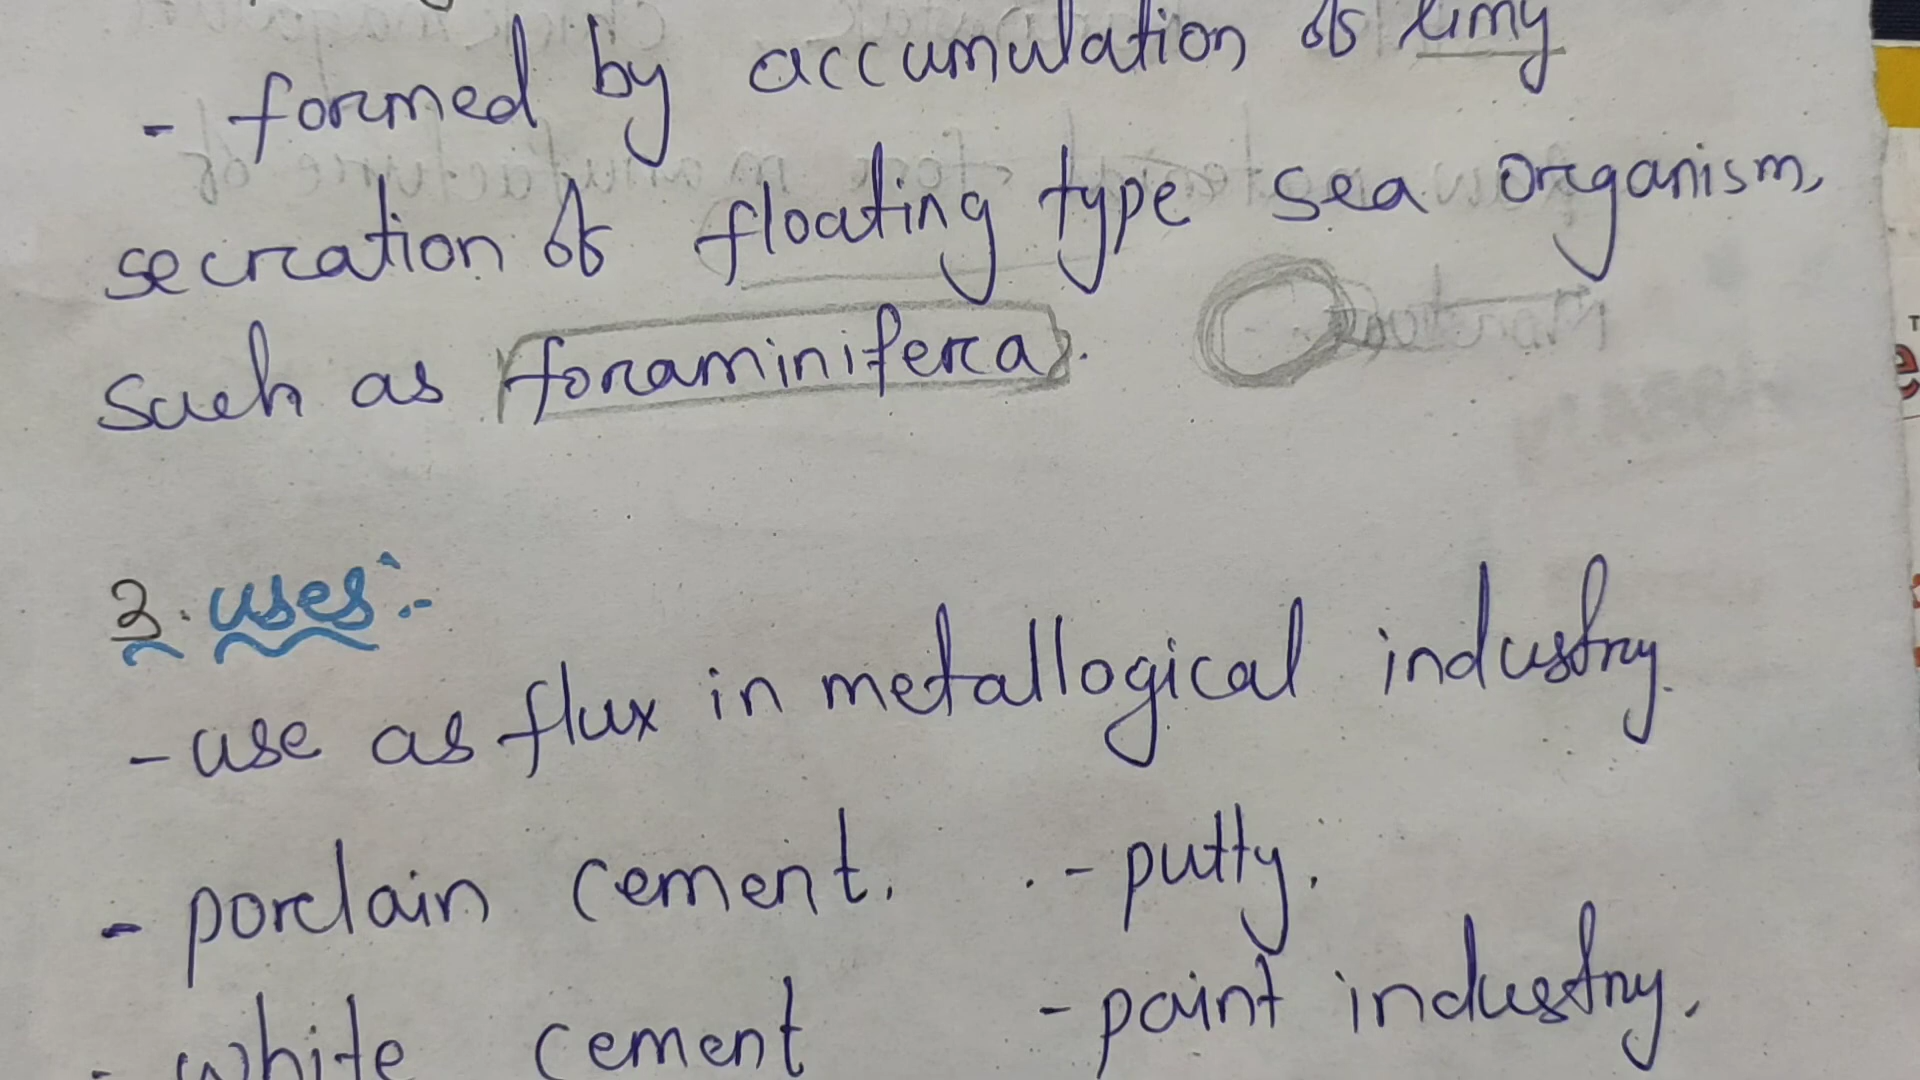 - formed by accumulation of limy
secration of floating type sea organism,
such as foraminifera.
3. uses:-
- use as flux in metallogical industry.
- porclain cement. - putty.
- white cement - paint industry.